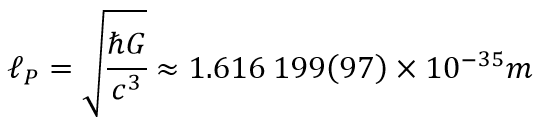 ℓ_P = √(ℏG/c³) ≈ 1.616 199(97) × 10⁻³⁵m